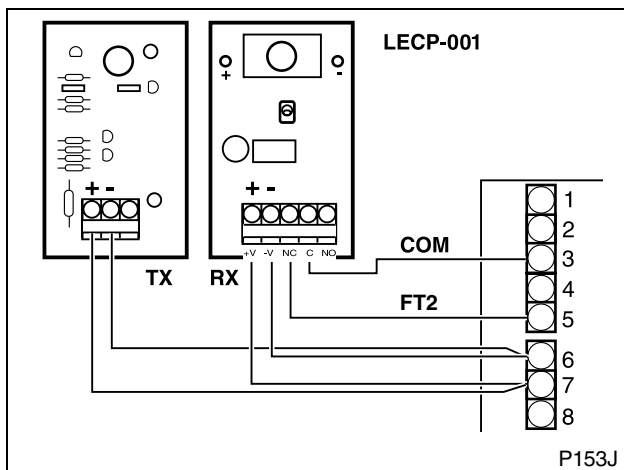 LECP-001
+ -
+ -
+ -
+V -V NC C NO
TX RX
COM
FT2
1
2
3
4
5
6
7
8
P153J